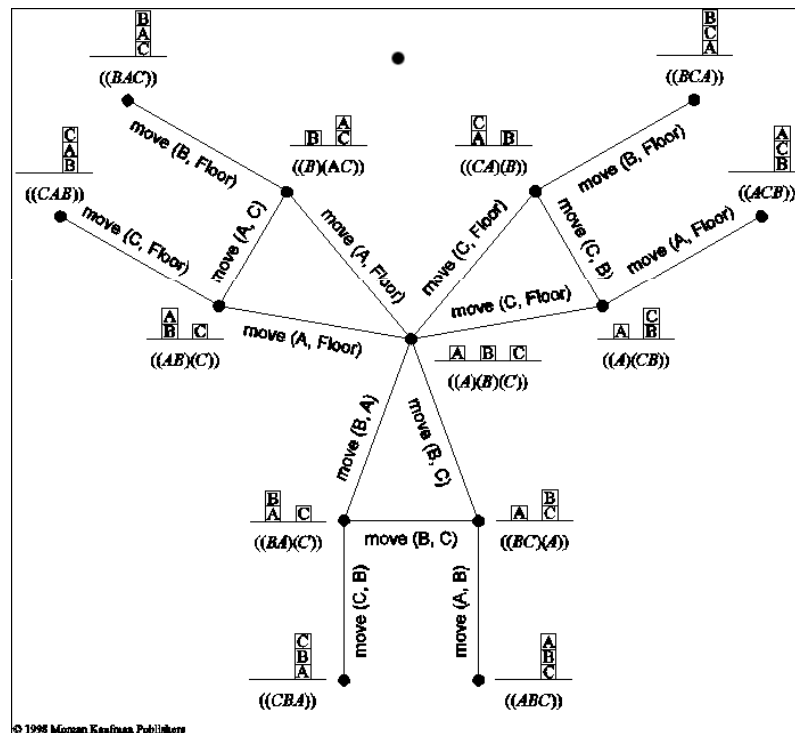 B
A
C
((BAC))
B
C
A
((BCA))
C
A
B
((CAB))
B A
C
((B)(AC))
C
A B
((CA)(B))
A
C
B
((ACB))
move (B, Floor)
move (C, Floor)
move (A, C)
move (A, Floor)
move (C, Floor)
move (B, Floor)
move (C, B)
move (A, Floor)
A
B C
((AB)(C))
move (A, Floor)
move (C, Floor)
A B C
((A)(B)(C))
C
A B
((A)(CB))
move (B, A)
move (B, C)
B
A C
((BA)(C))
move (B, C)
B
A C
((BC)(A))
move (C, B)
move (A, B)
C
B
A
((CBA))
A
B
C
((ABC))
© 1998 Morgan Kaufman Publishers